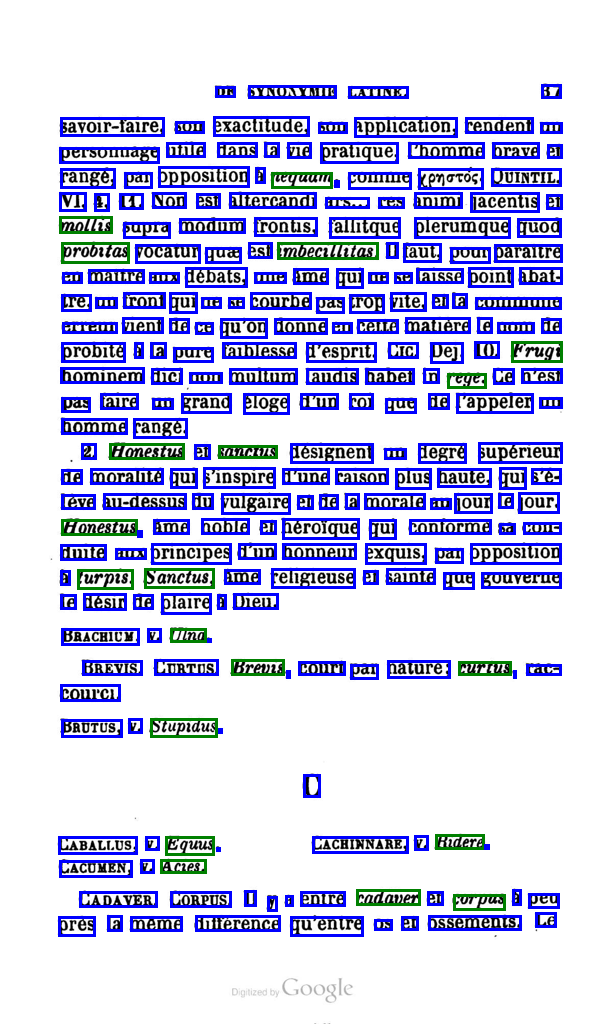 DE SYNONYMIE LATINE. 37
savoir-faire, son exactitude, son application, rendent un
personnage utile dans la vie pratique, l'homme brave et
rangé, par opposition à nequam, comme χρηστός. QUINTIL.
VI, 4, 11. Non est altercandi ars... res animi jacentis et
mollis supra modum frontis, fallitque plerumque quod
probitas vocatur quæ est imbecillitas. Il faut, pour paraître
en maître aux débats, une âme qui ne se laisse point abat-
tre, un front qui ne se courbe pas trop vite, et la commune
erreur vient de ce qu'on donne en cette matière le nom de
probité à la pure faiblesse d'esprit. CIC. Dej. 10. Frugi
hominem dici non multum laudis habet in rege. Ce n'est
pas faire un grand éloge d'un roi que de l'appeler un
homme rangé.
2. Honestus et sanctus désignent un degré supérieur
de moralité qui s'inspire d'une raison plus haute, qui s'é-
lève au-dessus du vulgaire et de la morale au jour le jour.
Honestus, âme noble et héroïque qui conforme sa con-
duite aux principes d'un honneur exquis, par opposition
à turpis. Sanctus, âme religieuse et sainte que gouverne
le désir de plaire à Dieu.
BRACHIUM, v. Ulna.
BREVIS. CURTUS. Brevis, court par nature; curtus, rac-
courci.
BRUTUS, v. Stupidus.
C
CABALLUS, v. Equus.
CACHINNARE, v. Ridere.
CACUMEN, v. Acies.
CADAVER. CORPUS. Il y a entre cadaver et corpus à peu
près la même différence qu'entre os et ossements. Le
Digitized by Google